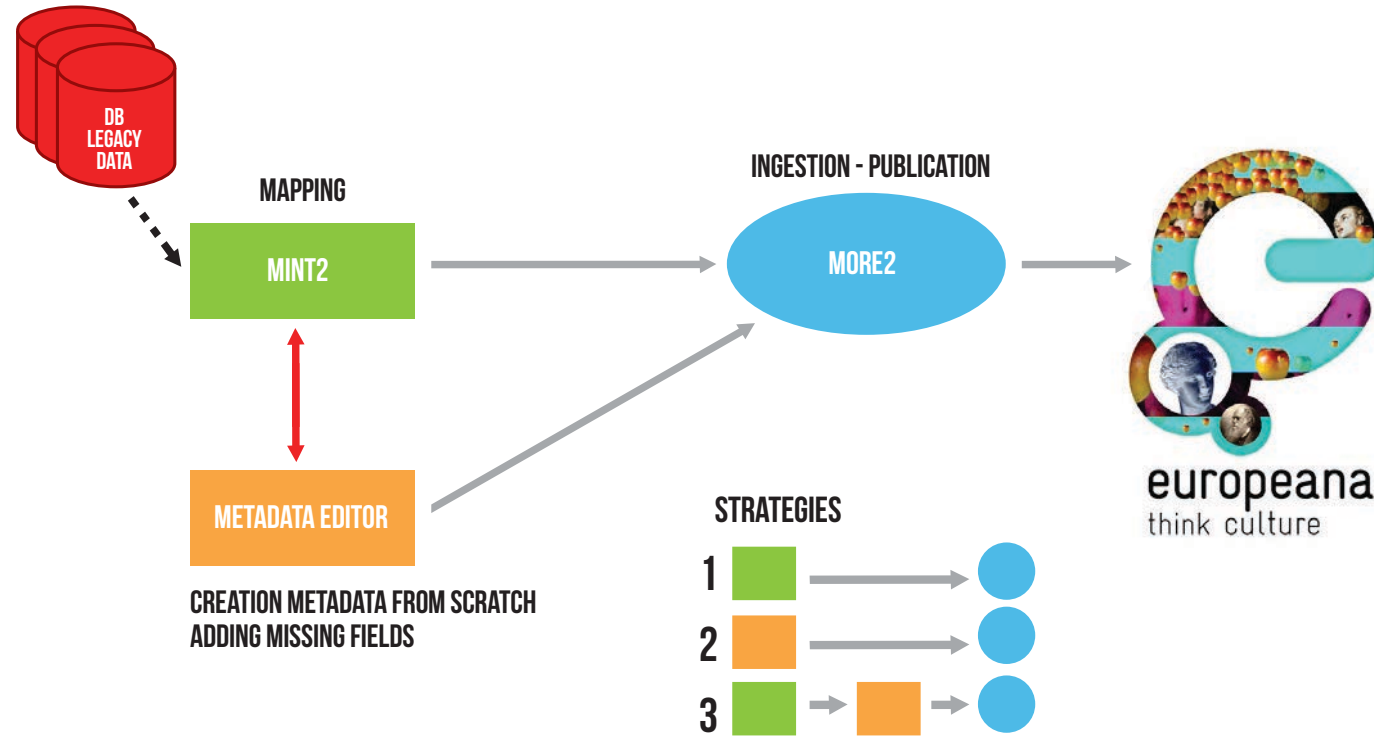 DB
LEGACY
DATA
MAPPING
MINT2
INGESTION - PUBLICATION
MORE2
METADATA EDITOR
CREATION METADATA FROM SCRATCH
ADDING MISSING FIELDS
STRATEGIES
1
2
3
europeana
think culture